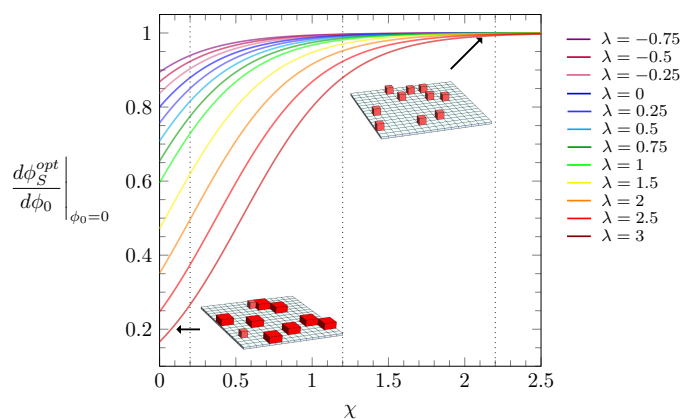 1
0.8
0.6
0.4
0.2
dϕ_S^{opt}
dϕ_0 |_{ϕ_0=0}
0 0.5 1 1.5 2 2.5
χ
λ = −0.75
λ = −0.5
λ = −0.25
λ = 0
λ = 0.25
λ = 0.5
λ = 0.75
λ = 1
λ = 1.5
λ = 2
λ = 2.5
λ = 3